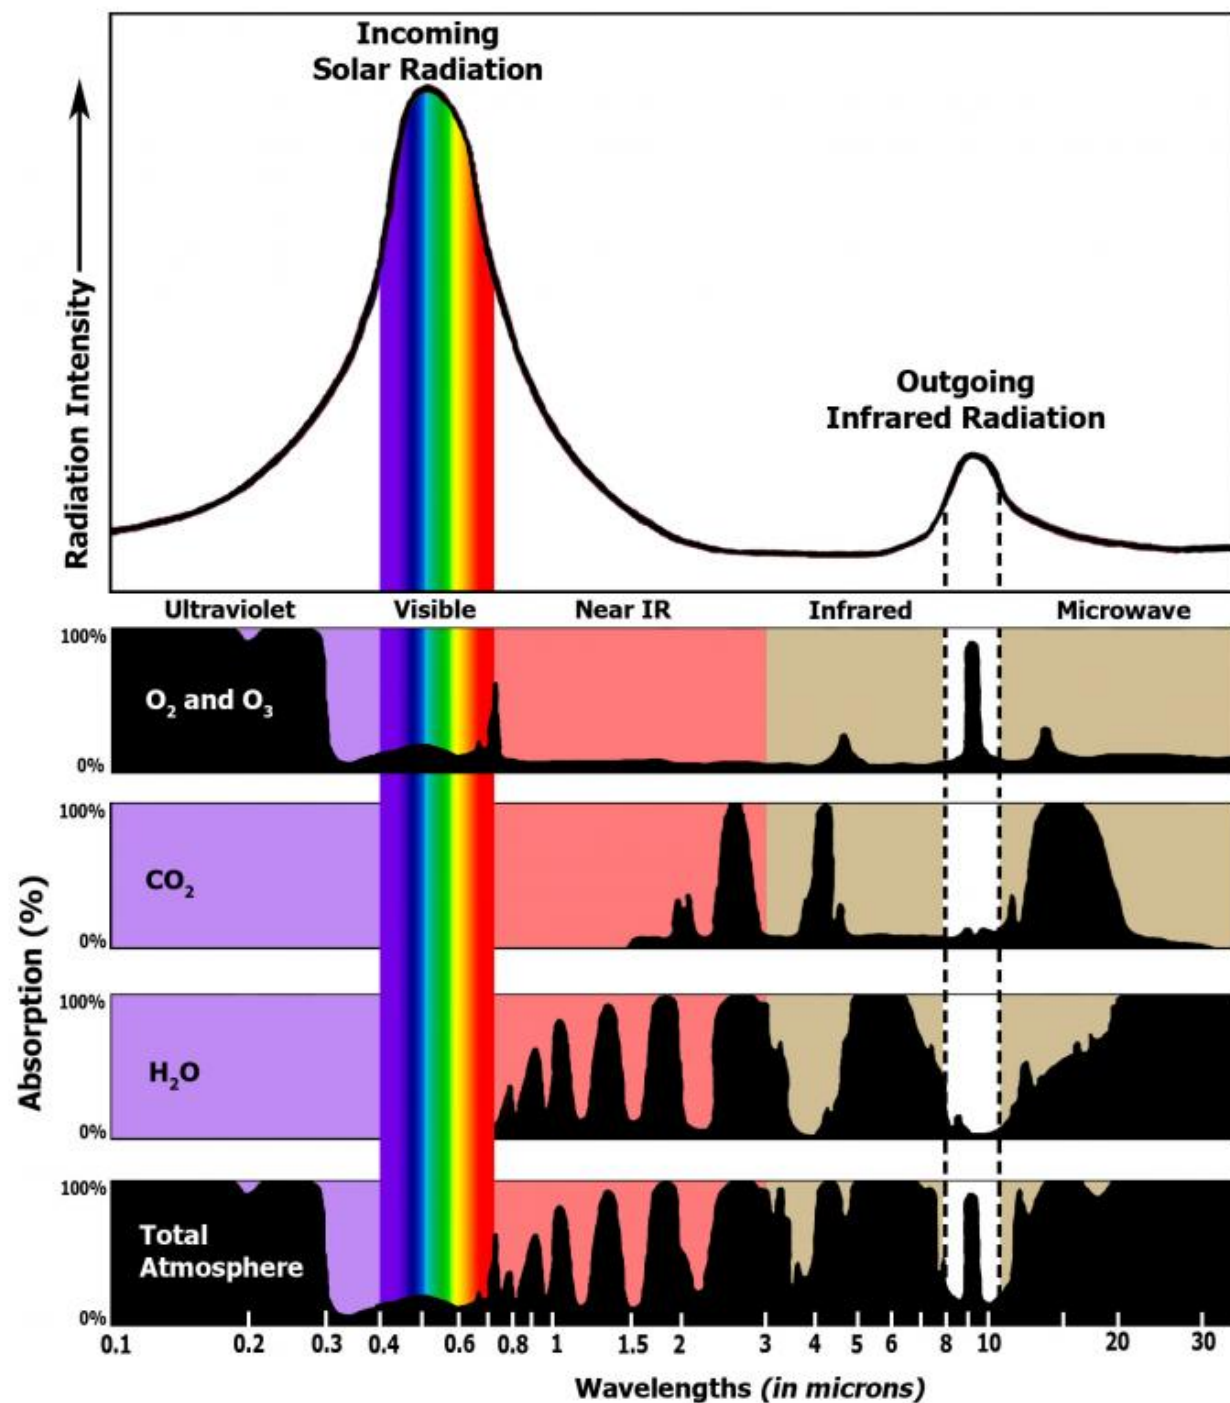 Incoming
Solar Radiation
Radiation Intensity
Outgoing
Infrared Radiation
Ultraviolet Visible Near IR Infrared Microwave
100%
O₂ and O₃
0%
100%
CO₂
0%
Absorption (%)
100%
H₂O
0%
100%
Total
Atmosphere
0%
0.1 0.2 0.3 0.4 0.6 0.8 1 1.5 2 3 4 5 6 8 10 20 30
Wavelengths (in microns)